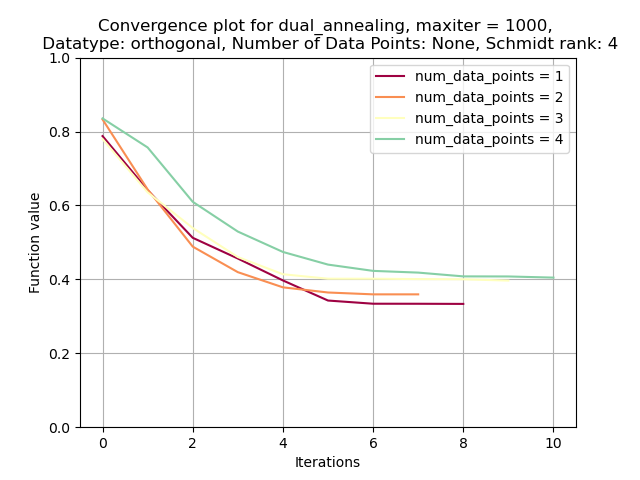 Convergence plot for dual_annealing, maxiter = 1000,
Datatype: orthogonal, Number of Data Points: None, Schmidt rank: 4
1.0
0.8
0.6
0.4
0.2
0.0
Function value
num_data_points = 1
num_data_points = 2
num_data_points = 3
num_data_points = 4
0 2 4 6 8 10
Iterations